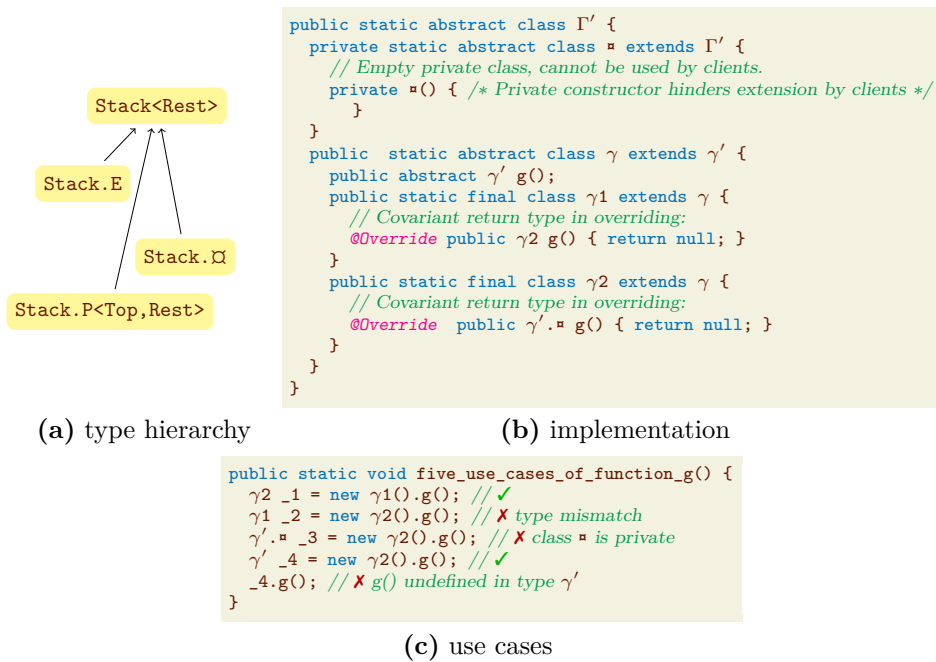 Stack<Rest>
Stack.E
Stack.¤
Stack.P<Top,Rest>
(a) type hierarchy
public static abstract class Γ′ {
private static abstract class ¤ extends Γ′ {
// Empty private class, cannot be used by clients.
private ¤() { /* Private constructor hinders extension by clients */
}
}
public  static abstract class γ extends γ′ {
public abstract γ′ g();
public static final class γ1 extends γ {
// Covariant return type in overriding:
@Override public γ2 g() { return null; }
}
public static final class γ2 extends γ {
// Covariant return type in overriding:
@Override  public γ′.¤ g() { return null; }
}
}
}
(b) implementation
public static void five_use_cases_of_function_g() {
γ2 _1 = new γ1().g(); // ✓
γ1 _2 = new γ2().g(); // ✗ type mismatch
γ′.¤ _3 = new γ2().g(); // ✗ class ¤ is private
γ′ _4 = new γ2().g(); // ✓
_4.g(); // ✗ g() undefined in type γ′
}
(c) use cases